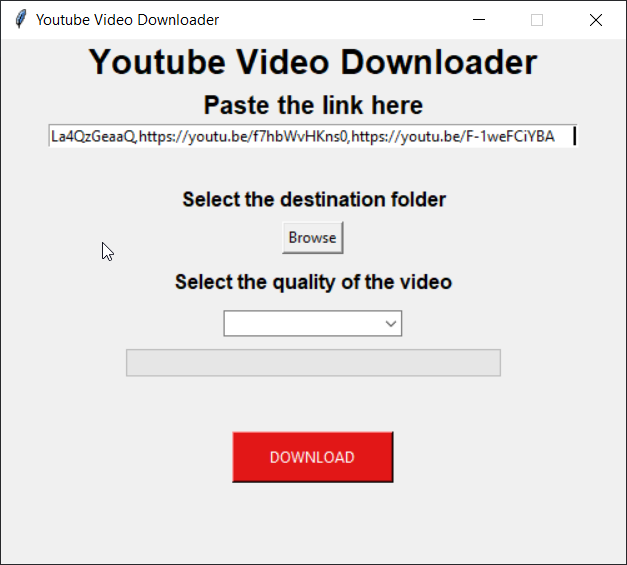 Youtube Video Downloader
Youtube Video Downloader
Paste the link here
La4QzGeaaQ,https://youtu.be/f7hbWvHKns0,https://youtu.be/F-1weFCiYBA
Select the destination folder
Browse
Select the quality of the video
DOWNLOAD